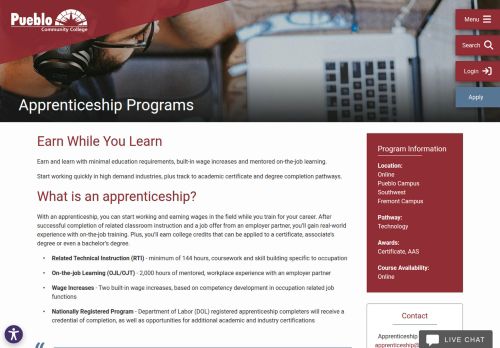 Pueblo
Community College
Menu
Search
Login
Apply
Apprenticeship Programs
Earn While You Learn
Earn and learn with minimal education requirements, built-in wage increases and mentored on-the-job learning.
Start working quickly in high demand industries, plus track to academic certificate and degree completion pathways.
What is an apprenticeship?
With an apprenticeship, you can start working and earning wages in the field while you train for your career. After
successful completion of related classroom instruction and a job offer from an employer partner, you'll gain real-world
experience with on-the-job training. Plus, you'll earn college credits that can be applied to a certificate, associate's
degree or even a bachelor's degree.
• Related Technical Instruction (RTI) - minimum of 144 hours, coursework and skill building specific to occupation
• On-the-job Learning (OJL/OJT) - 2,000 hours of mentored, workplace experience with an employer partner
• Wage Increases - Two built-in wage increases, based on competency development in occupation related job
functions
• Nationally Registered Program - Department of Labor (DOL) registered apprenticeship completers will receive a
credential of completion, as well as opportunities for additional academic and industry certifications.
Program Information
Location:
Online
Pueblo Campus
Southwest
Fremont Campus
Pathway:
Technology
Awards:
Certificate, AAS
Course Availability:
Online
Contact
Apprenticeship
LIVE CHAT